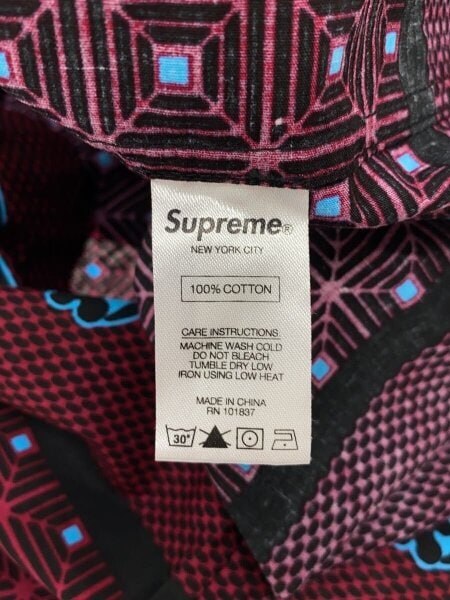 Supreme®
NEW YORK CITY
100% COTTON
CARE INSTRUCTIONS
MACHINE WASH COLD
DO NOT BLEACH
TUMBLE DRY LOW
IRON USING LOW HEAT
MADE IN CHINA
RN 101837
30°